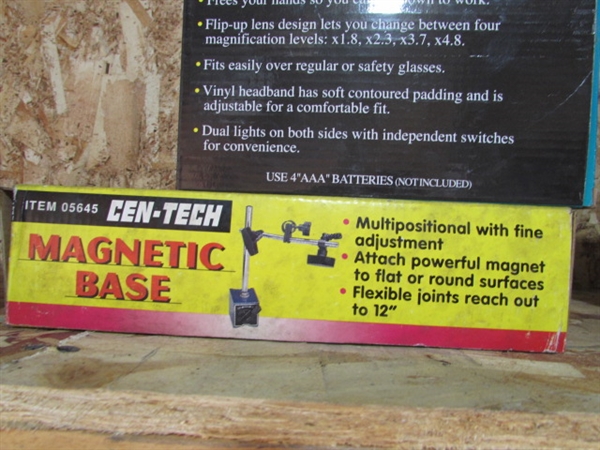 Frees your hands so you can down to work.
• Flip-up lens design lets you change between four
magnification levels: x1.8, x2.3, x3.7, x4.8.
• Fits easily over regular or safety glasses.
• Vinyl headband has soft contoured padding and is
adjustable for a comfortable fit.
• Dual lights on both sides with independent switches
for convenience.
USE 4"AAA" BATTERIES (NOT INCLUDED)
ITEM 05645 CEN-TECH
MAGNETIC
BASE
• Multipositional with fine
adjustment
• Attach powerful magnet
to flat or round surfaces
• Flexible joints reach out
to 12"